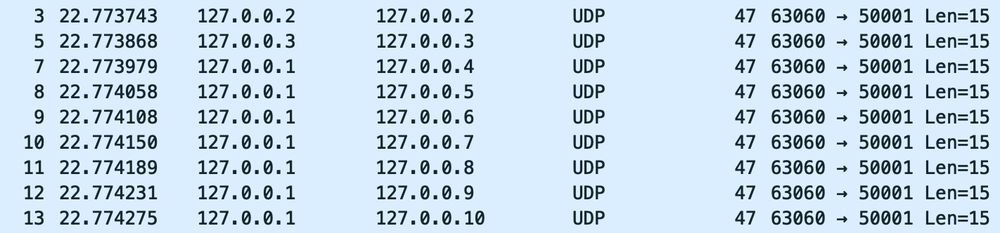 3 22.773743 127.0.0.2 127.0.0.2 UDP 47 63060 → 50001 Len=15
5 22.773868 127.0.0.3 127.0.0.3 UDP 47 63060 → 50001 Len=15
7 22.773979 127.0.0.1 127.0.0.4 UDP 47 63060 → 50001 Len=15
8 22.774058 127.0.0.1 127.0.0.5 UDP 47 63060 → 50001 Len=15
9 22.774108 127.0.0.1 127.0.0.6 UDP 47 63060 → 50001 Len=15
10 22.774150 127.0.0.1 127.0.0.7 UDP 47 63060 → 50001 Len=15
11 22.774189 127.0.0.1 127.0.0.8 UDP 47 63060 → 50001 Len=15
12 22.774231 127.0.0.1 127.0.0.9 UDP 47 63060 → 50001 Len=15
13 22.774275 127.0.0.1 127.0.0.10 UDP 47 63060 → 50001 Len=15